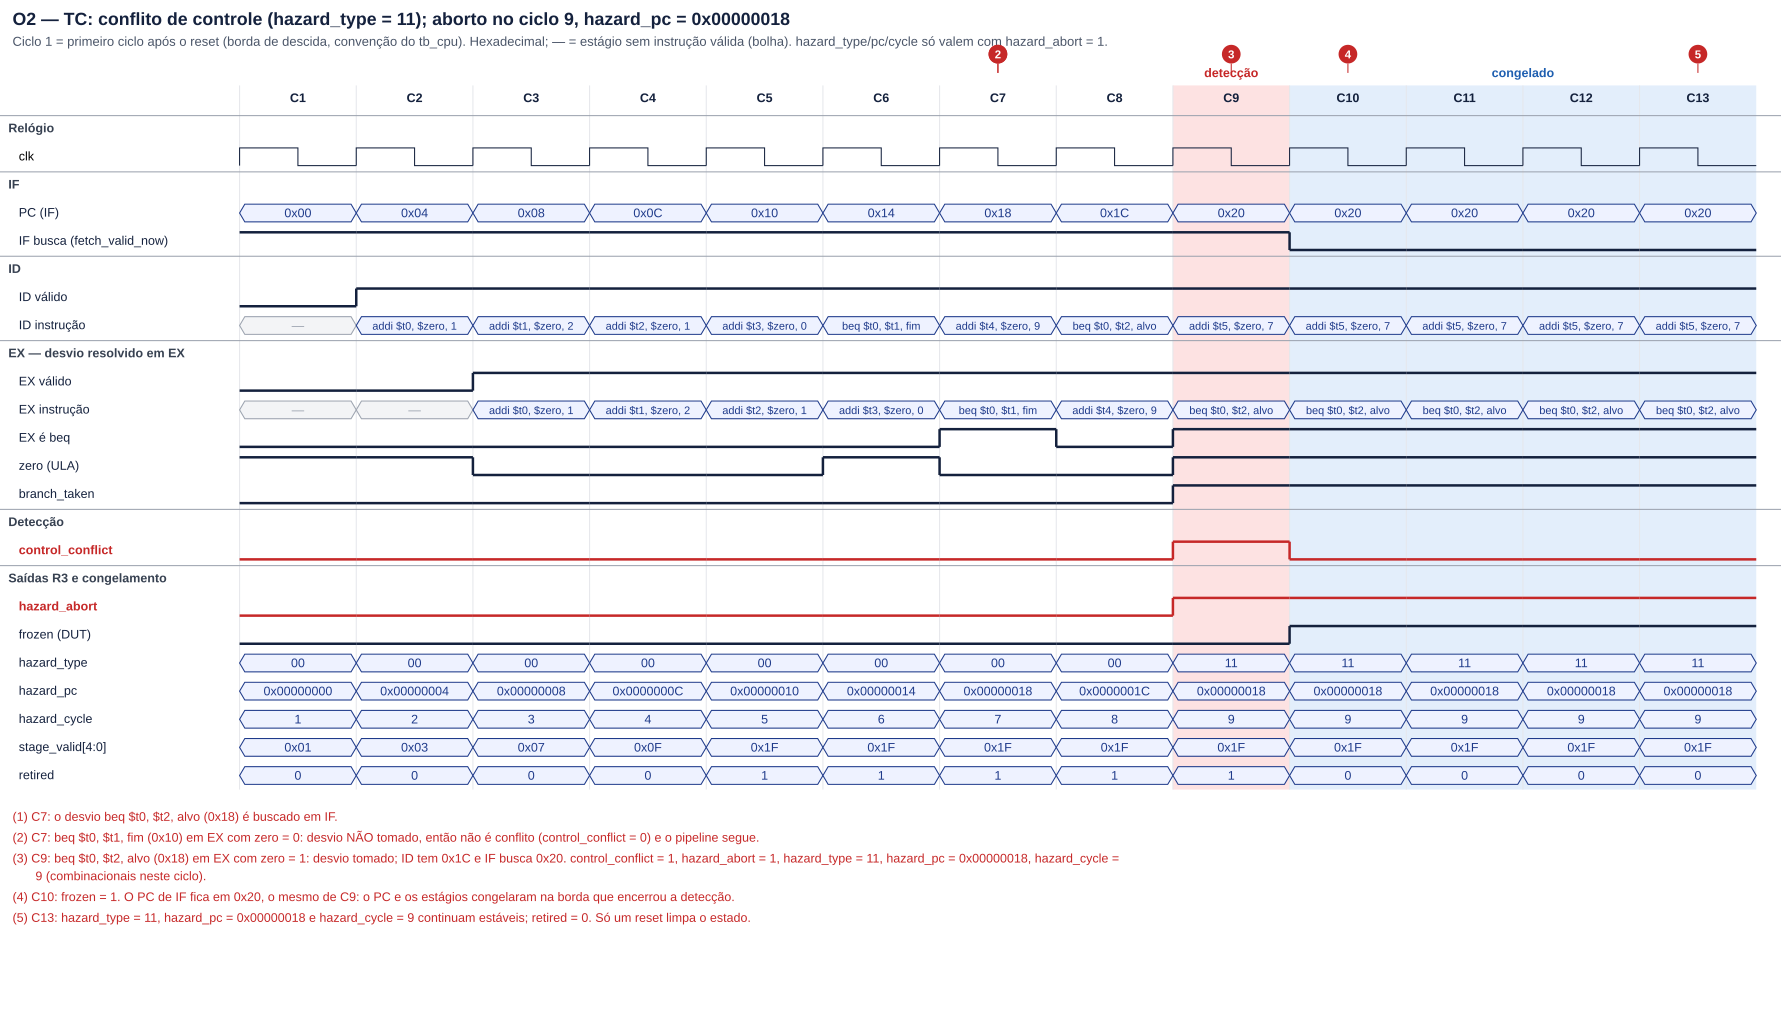 O2 — TC: conflito de controle (hazard_type = 11); aborto no ciclo 9, hazard_pc = 0x00000018
Ciclo 1 = primeiro ciclo após o reset (borda de descida, convenção do tb_cpu). Hexadecimal; — = estágio sem instrução válida (bolha). hazard_type/pc/cycle só valem com hazard_abort = 1.
2 3 4 5
detecção congelado
C1 C2 C3 C4 C5 C6 C7 C8 C9 C10 C11 C12 C13
Relógio
clk
IF
PC (IF) 0x00 0x04 0x08 0x0C 0x10 0x14 0x18 0x1C 0x20 0x20 0x20 0x20 0x20
IF busca (fetch_valid_now)
ID
ID válido
ID instrução — addi $t0, $zero, 1 addi $t1, $zero, 2 addi $t2, $zero, 1 addi $t3, $zero, 0 beq $t0, $t1, fim addi $t4, $zero, 9 beq $t0, $t2, alvo addi $t5, $zero, 7 addi $t5, $zero, 7 addi $t5, $zero, 7 addi $t5, $zero, 7 addi $t5, $zero, 7
EX — desvio resolvido em EX
EX válido
EX instrução — — addi $t0, $zero, 1 addi $t1, $zero, 2 addi $t2, $zero, 1 addi $t3, $zero, 0 beq $t0, $t1, fim addi $t4, $zero, 9 beq $t0, $t2, alvo beq $t0, $t2, alvo beq $t0, $t2, alvo beq $t0, $t2, alvo beq $t0, $t2, alvo
EX é beq
zero (ULA)
branch_taken
Detecção
control_conflict
Saídas R3 e congelamento
hazard_abort
frozen (DUT)
hazard_type 00 00 00 00 00 00 00 00 11 11 11 11 11
hazard_pc 0x00000000 0x00000004 0x00000008 0x0000000C 0x00000010 0x00000014 0x00000018 0x0000001C 0x00000018 0x00000018 0x00000018 0x00000018 0x00000018
hazard_cycle 1 2 3 4 5 6 7 8 9 9 9 9 9
stage_valid[4:0] 0x01 0x03 0x07 0x0F 0x1F 0x1F 0x1F 0x1F 0x1F 0x1F 0x1F 0x1F 0x1F
retired 0 0 0 0 1 1 1 1 1 0 0 0 0
(1) C7: o desvio beq $t0, $t2, alvo (0x18) é buscado em IF.
(2) C7: beq $t0, $t1, fim (0x10) em EX com zero = 0: desvio NÃO tomado, então não é conflito (control_conflict = 0) e o pipeline segue.
(3) C9: beq $t0, $t2, alvo (0x18) em EX com zero = 1: desvio tomado; ID tem 0x1C e IF busca 0x20. control_conflict = 1, hazard_abort = 1, hazard_type = 11, hazard_pc = 0x00000018, hazard_cycle =
9 (combinacionais neste ciclo).
(4) C10: frozen = 1. O PC de IF fica em 0x20, o mesmo de C9: o PC e os estágios congelaram na borda que encerrou a detecção.
(5) C13: hazard_type = 11, hazard_pc = 0x00000018 e hazard_cycle = 9 continuam estáveis; retired = 0. Só um reset limpa o estado.